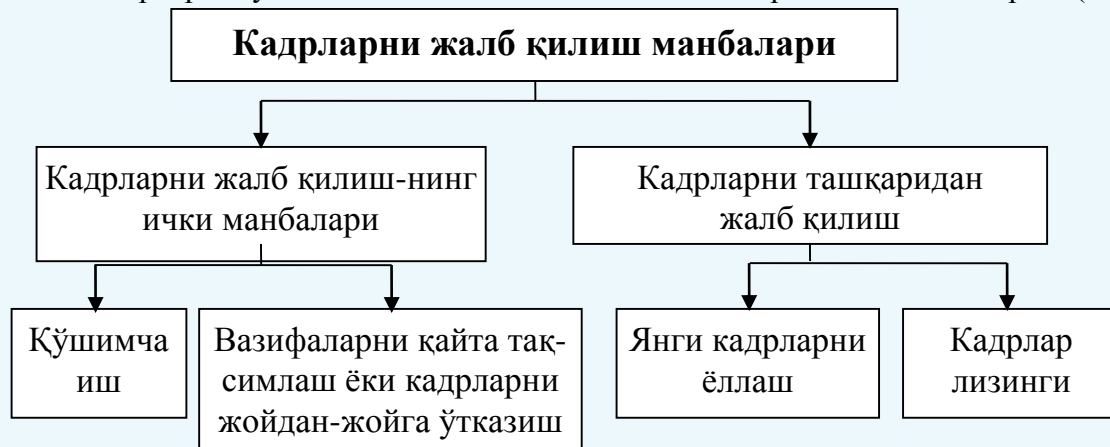 Кадрларни жалб қилиш манбалари
Кадрларни жалб қилиш-нинг
ички манбалари
Кадрларни ташқаридан
жалб қилиш
Қўшимча
иш
Вазифаларни қайта тақ-
симлаш ёки кадрларни
жойдан-жойга ўтказиш
Янги кадрларни
ёллаш
Кадрлар
лизинги